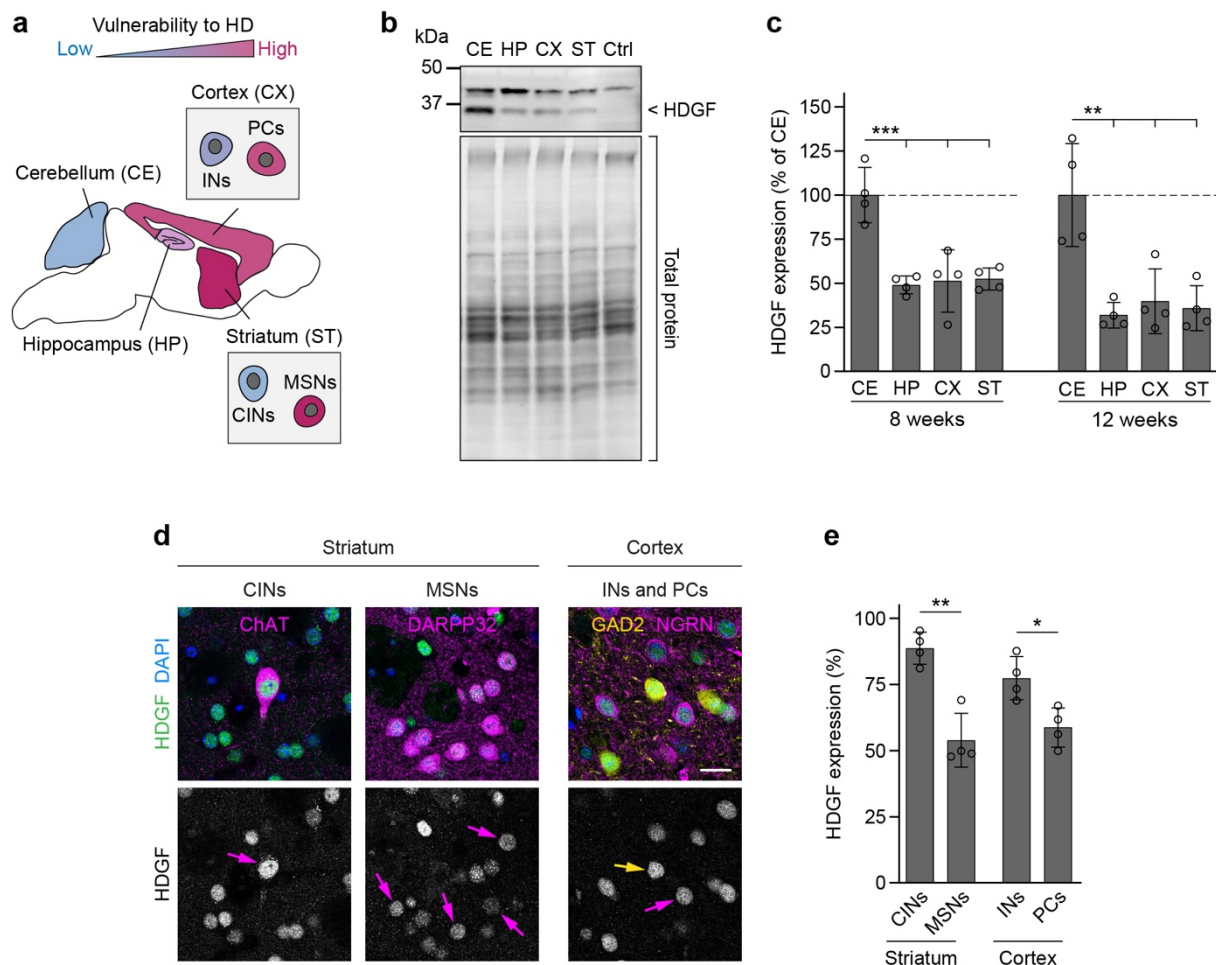 a
Vulnerability to HD
Low
High
Cortex (CX)
PCs
INs
Cerebellum (CE)
Hippocampus (HP)
Striatum (ST)
MSNs
CINs
b
kDa
CE HP CX ST Ctrl
50
37
< HDGF
Total protein
c
HDGF expression (% of CE)
150
125
100
75
50
25
0
***
**
CE HP CX ST
8 weeks
CE HP CX ST
12 weeks
d
Striatum
Cortex
CINs
MSNs
INs and PCs
HDGF DAPI
ChAT
DARPP32
GAD2 NGRN
HDGF
e
HDGF expression (%)
100
75
50
25
0
**
*
CINs
MSNs
INs
PCs
Striatum
Cortex